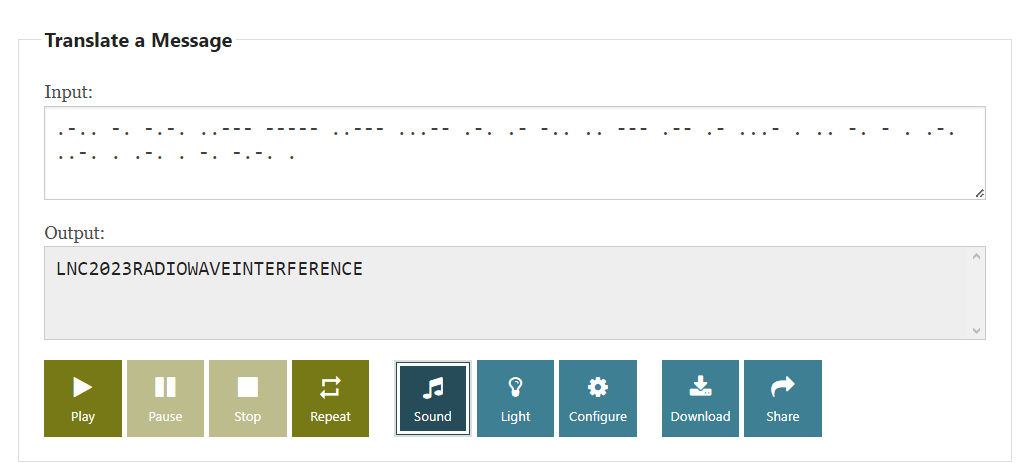 Translate a Message
Input:
.-.. -. -.-. ..--- ----- ..--- ...-- .-. .- -.. .. --- .-- .- ...- . .. -. - . .-.
..-. . .-. . -. -.-. .
Output:
LNC2023RADIOWAVEINTERFERENCE
Play Pause Stop Repeat Sound Light Configure Download Share